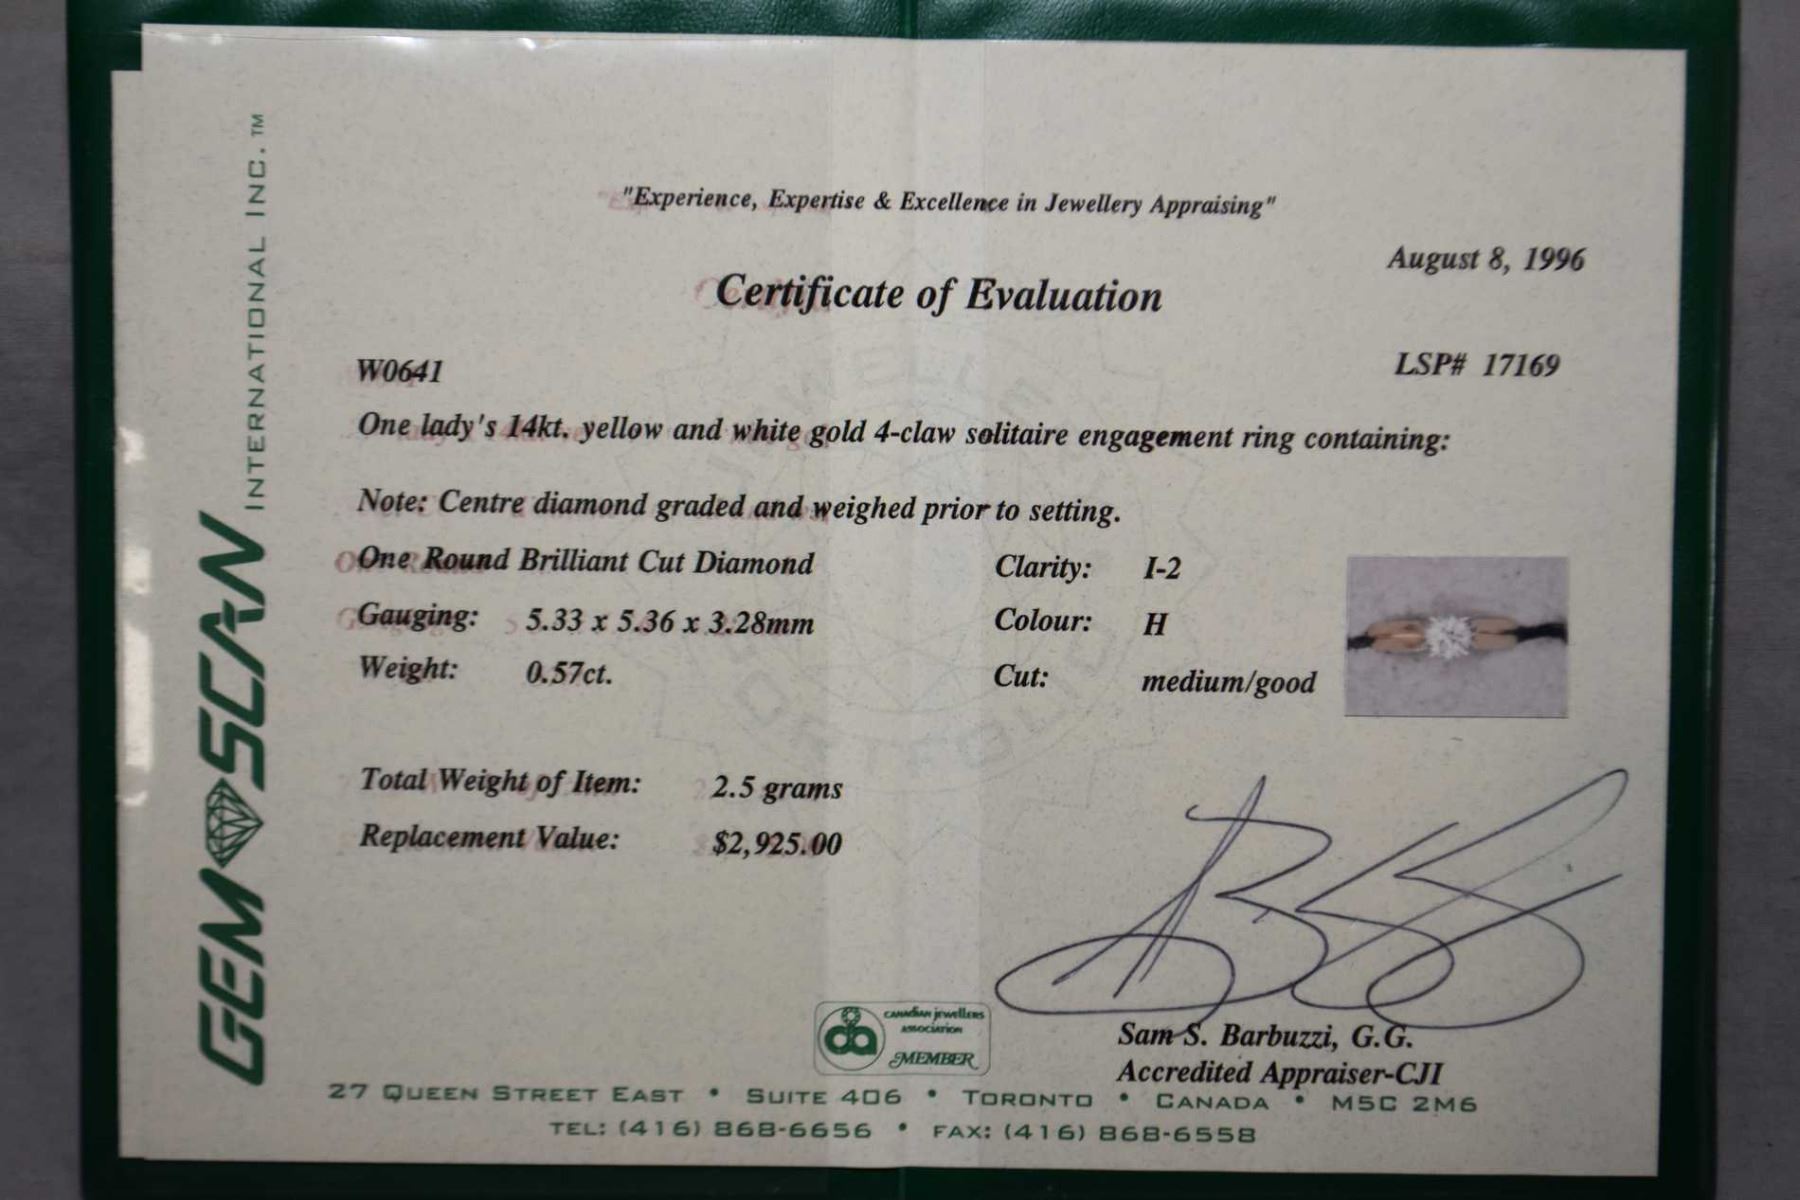 GEM SCAN INTERNATIONAL INC.™
"Experience, Expertise & Excellence in Jewellery Appraising"
August 8, 1996
Certificate of Evaluation
W0641
LSP# 17169
One lady's 14kt. yellow and white gold 4-claw solitaire engagement ring containing:
Note: Centre diamond graded and weighed prior to setting.
One Round Brilliant Cut Diamond Clarity: I-2
Gauging: 5.33 x 5.36 x 3.28mm Colour: H
Weight: 0.57ct. Cut: medium/good
Total Weight of Item: 2.5 grams
Replacement Value: $2,925.00
CANADIAN JEWELLERS
ASSOCIATION
MEMBER
Sam S. Barbuzzi, G.G.
Accredited Appraiser-CJI
27 QUEEN STREET EAST • SUITE 406 • TORONTO • CANADA • M5C 2M6
TEL: (416) 868-6656 • FAX: (416) 868-6558